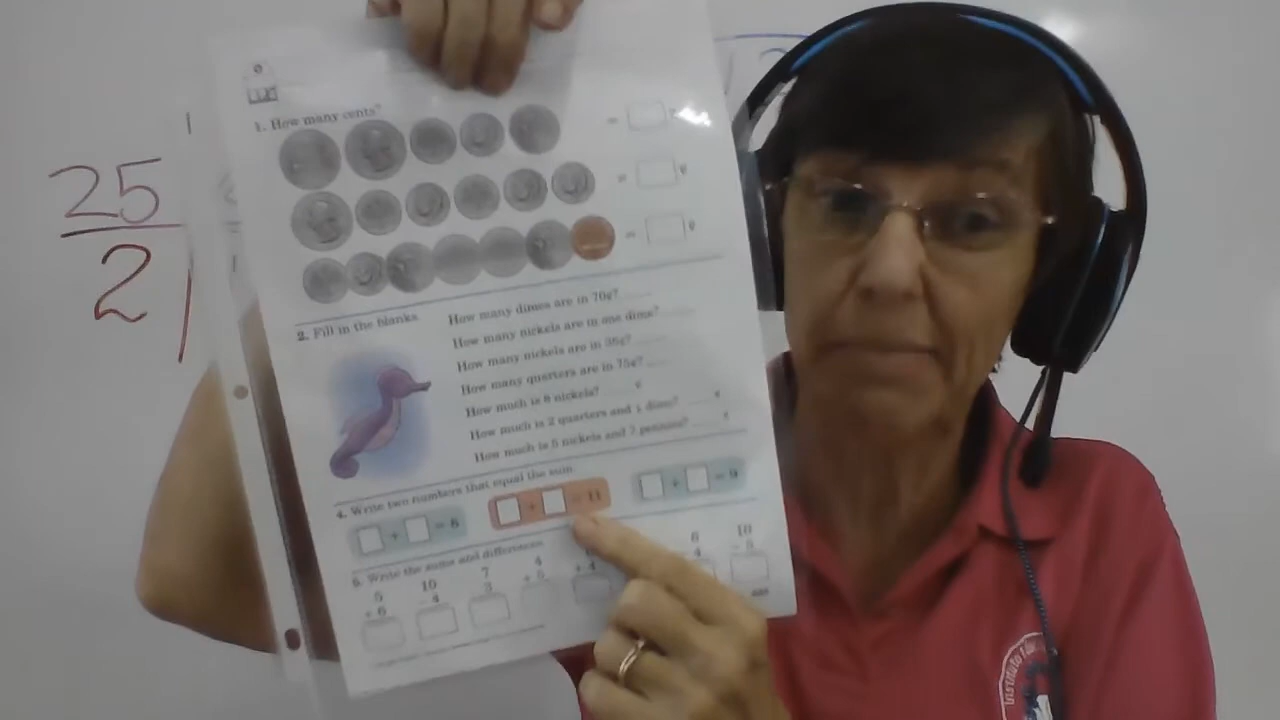 25
2
1. How many cents?
= ¢
= ¢
= ¢
2. Fill in the blanks.
How many dimes are in 70¢?
How many nickels are in one dime?
How many nickels are in 35¢?
How many quarters are in 75¢?
How much is 8 nickels? ¢
How much is 2 quarters and 1 dime? ¢
How much is 5 nickels and 7 pennies? ¢
4. Write two numbers that equal the sum.
+ = 8
+ = 11
+ = 9
5. Write the sums and differences.
5 10 7 4 6 10
+ 6 4 3 + 5 + 4 4 - 5